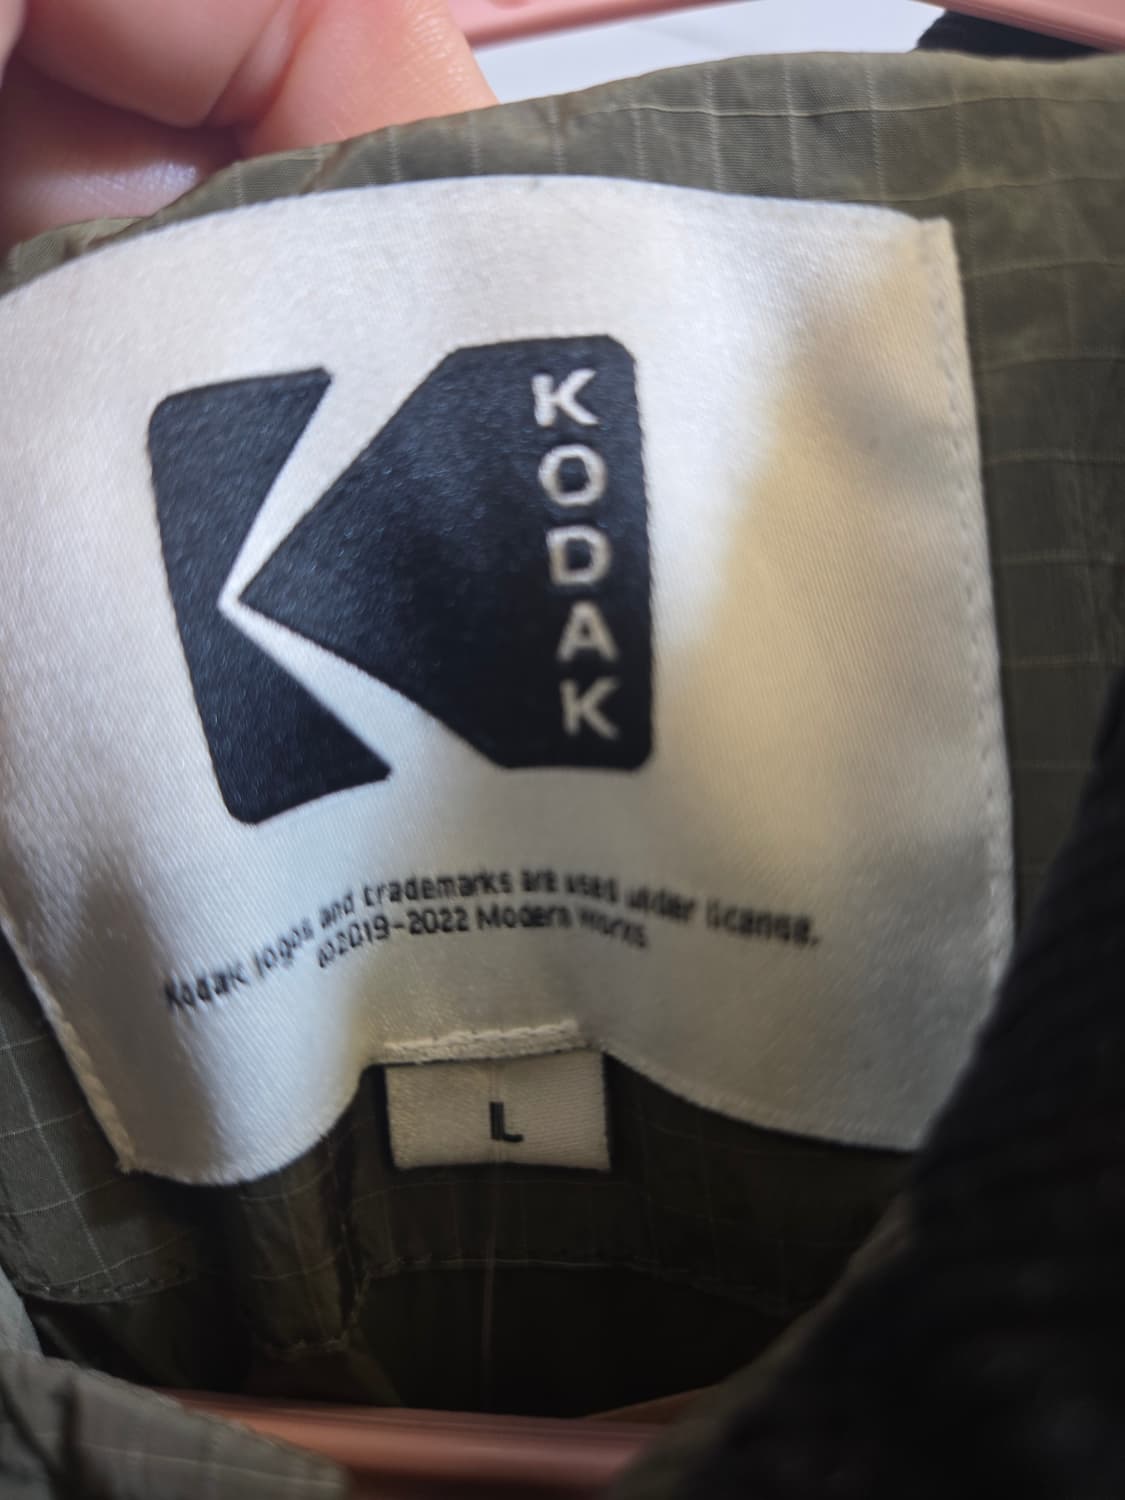 KODAK
Kodak logos and trademarks are used under license.
©2019-2022 Modern Works
L